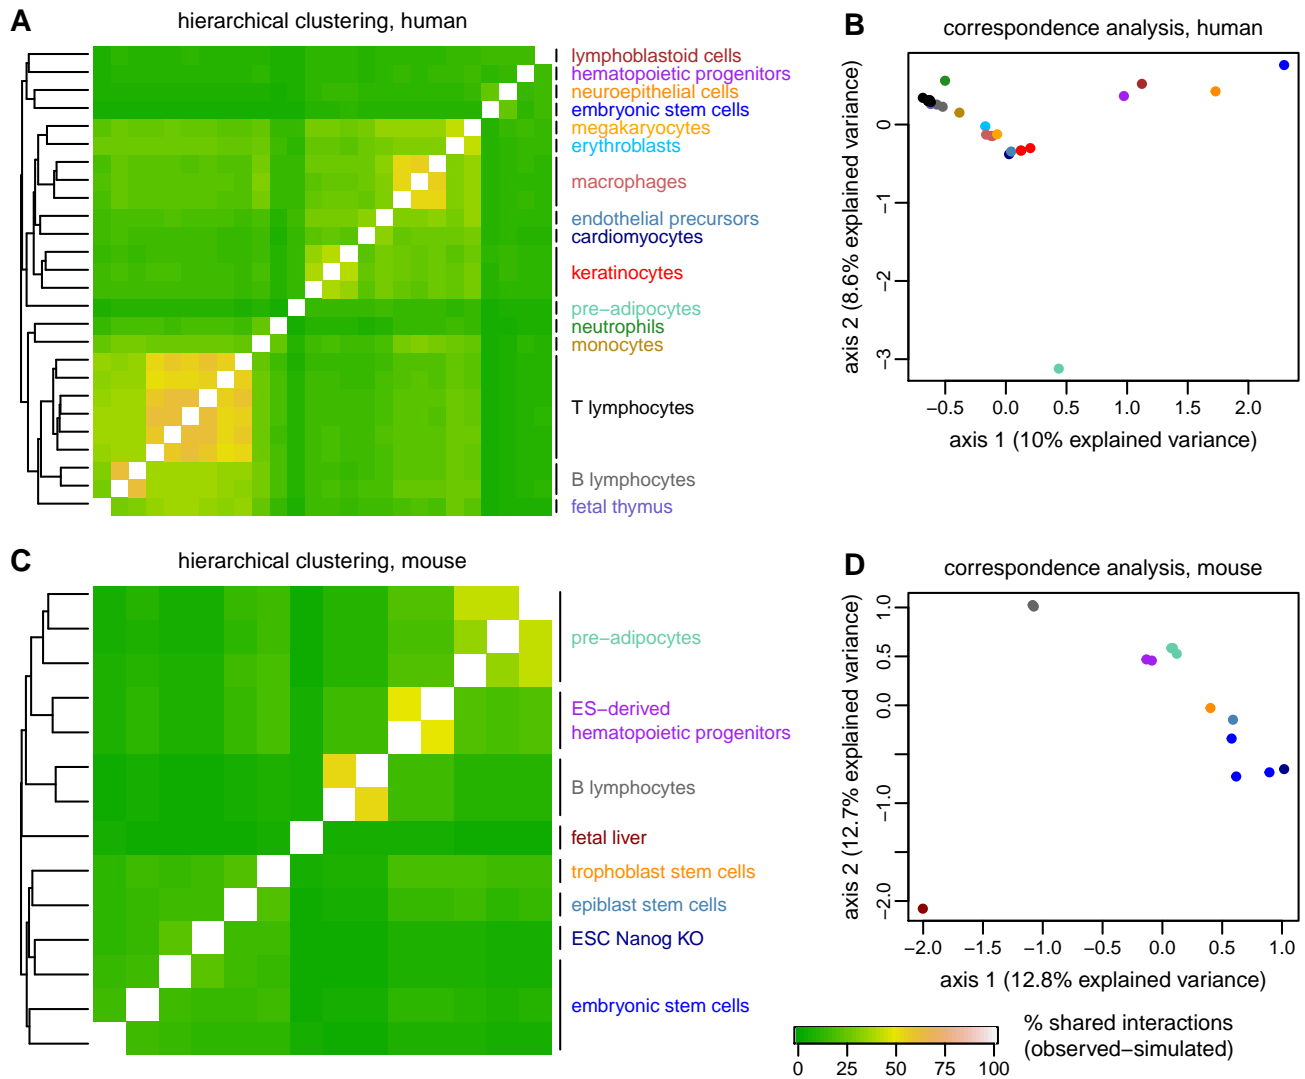 A
hierarchical clustering, human
lymphoblastoid cells
hematopoietic progenitors
neuroepithelial cells
embryonic stem cells
megakaryocytes
erythroblasts
macrophages
endothelial precursors
cardiomyocytes
keratinocytes
pre−adipocytes
neutrophils
monocytes
T lymphocytes
B lymphocytes
fetal thymus
B
correspondence analysis, human
axis 2 (8.6% explained variance)
0
−1
−2
−3
−0.5 0.0 0.5 1.0 1.5 2.0
axis 1 (10% explained variance)
C
hierarchical clustering, mouse
pre−adipocytes
ES−derived
hematopoietic progenitors
B lymphocytes
fetal liver
trophoblast stem cells
epiblast stem cells
ESC Nanog KO
embryonic stem cells
D
correspondence analysis, mouse
axis 2 (12.7% explained variance)
1.0
0.5
0.0
−1.0
−2.0
−2.0 −1.5 −1.0 −0.5 0.0 0.5 1.0
axis 1 (12.8% explained variance)
0 25 50 75 100
% shared interactions
(observed−simulated)